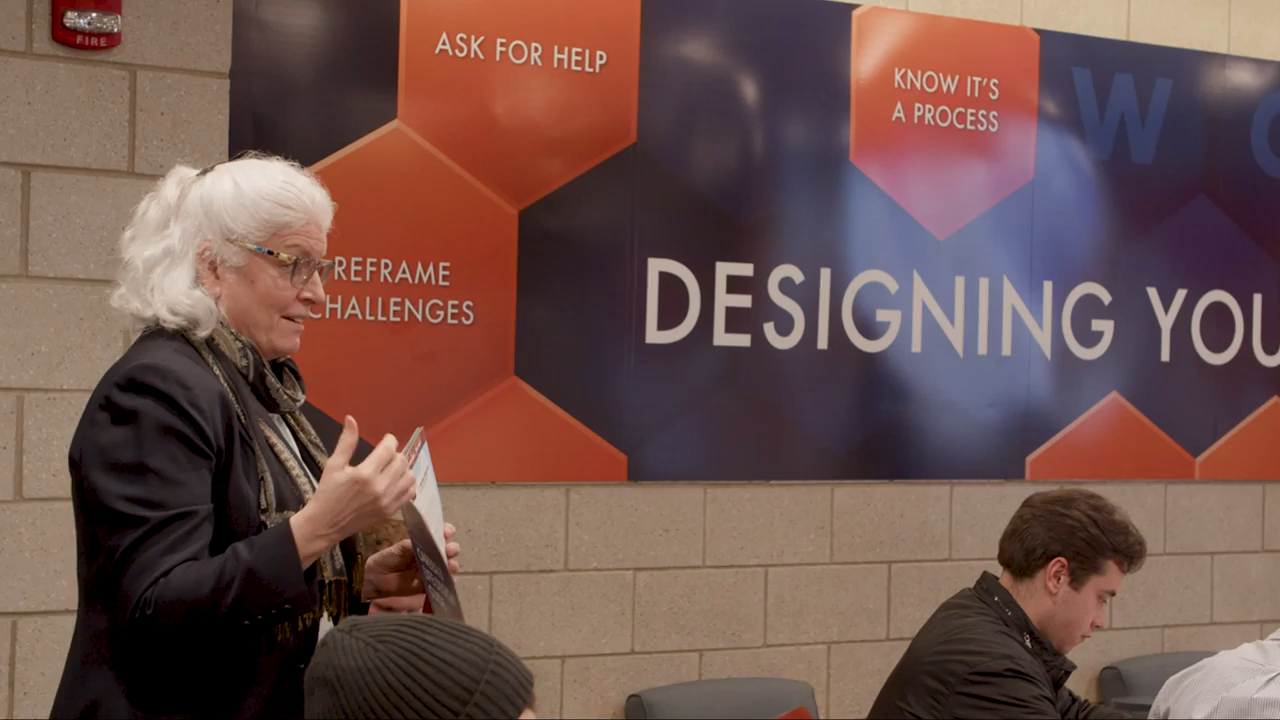 FIRE
ASK FOR HELP
KNOW IT'S
A PROCESS
W
REFRAME
CHALLENGES
DESIGNING YOU